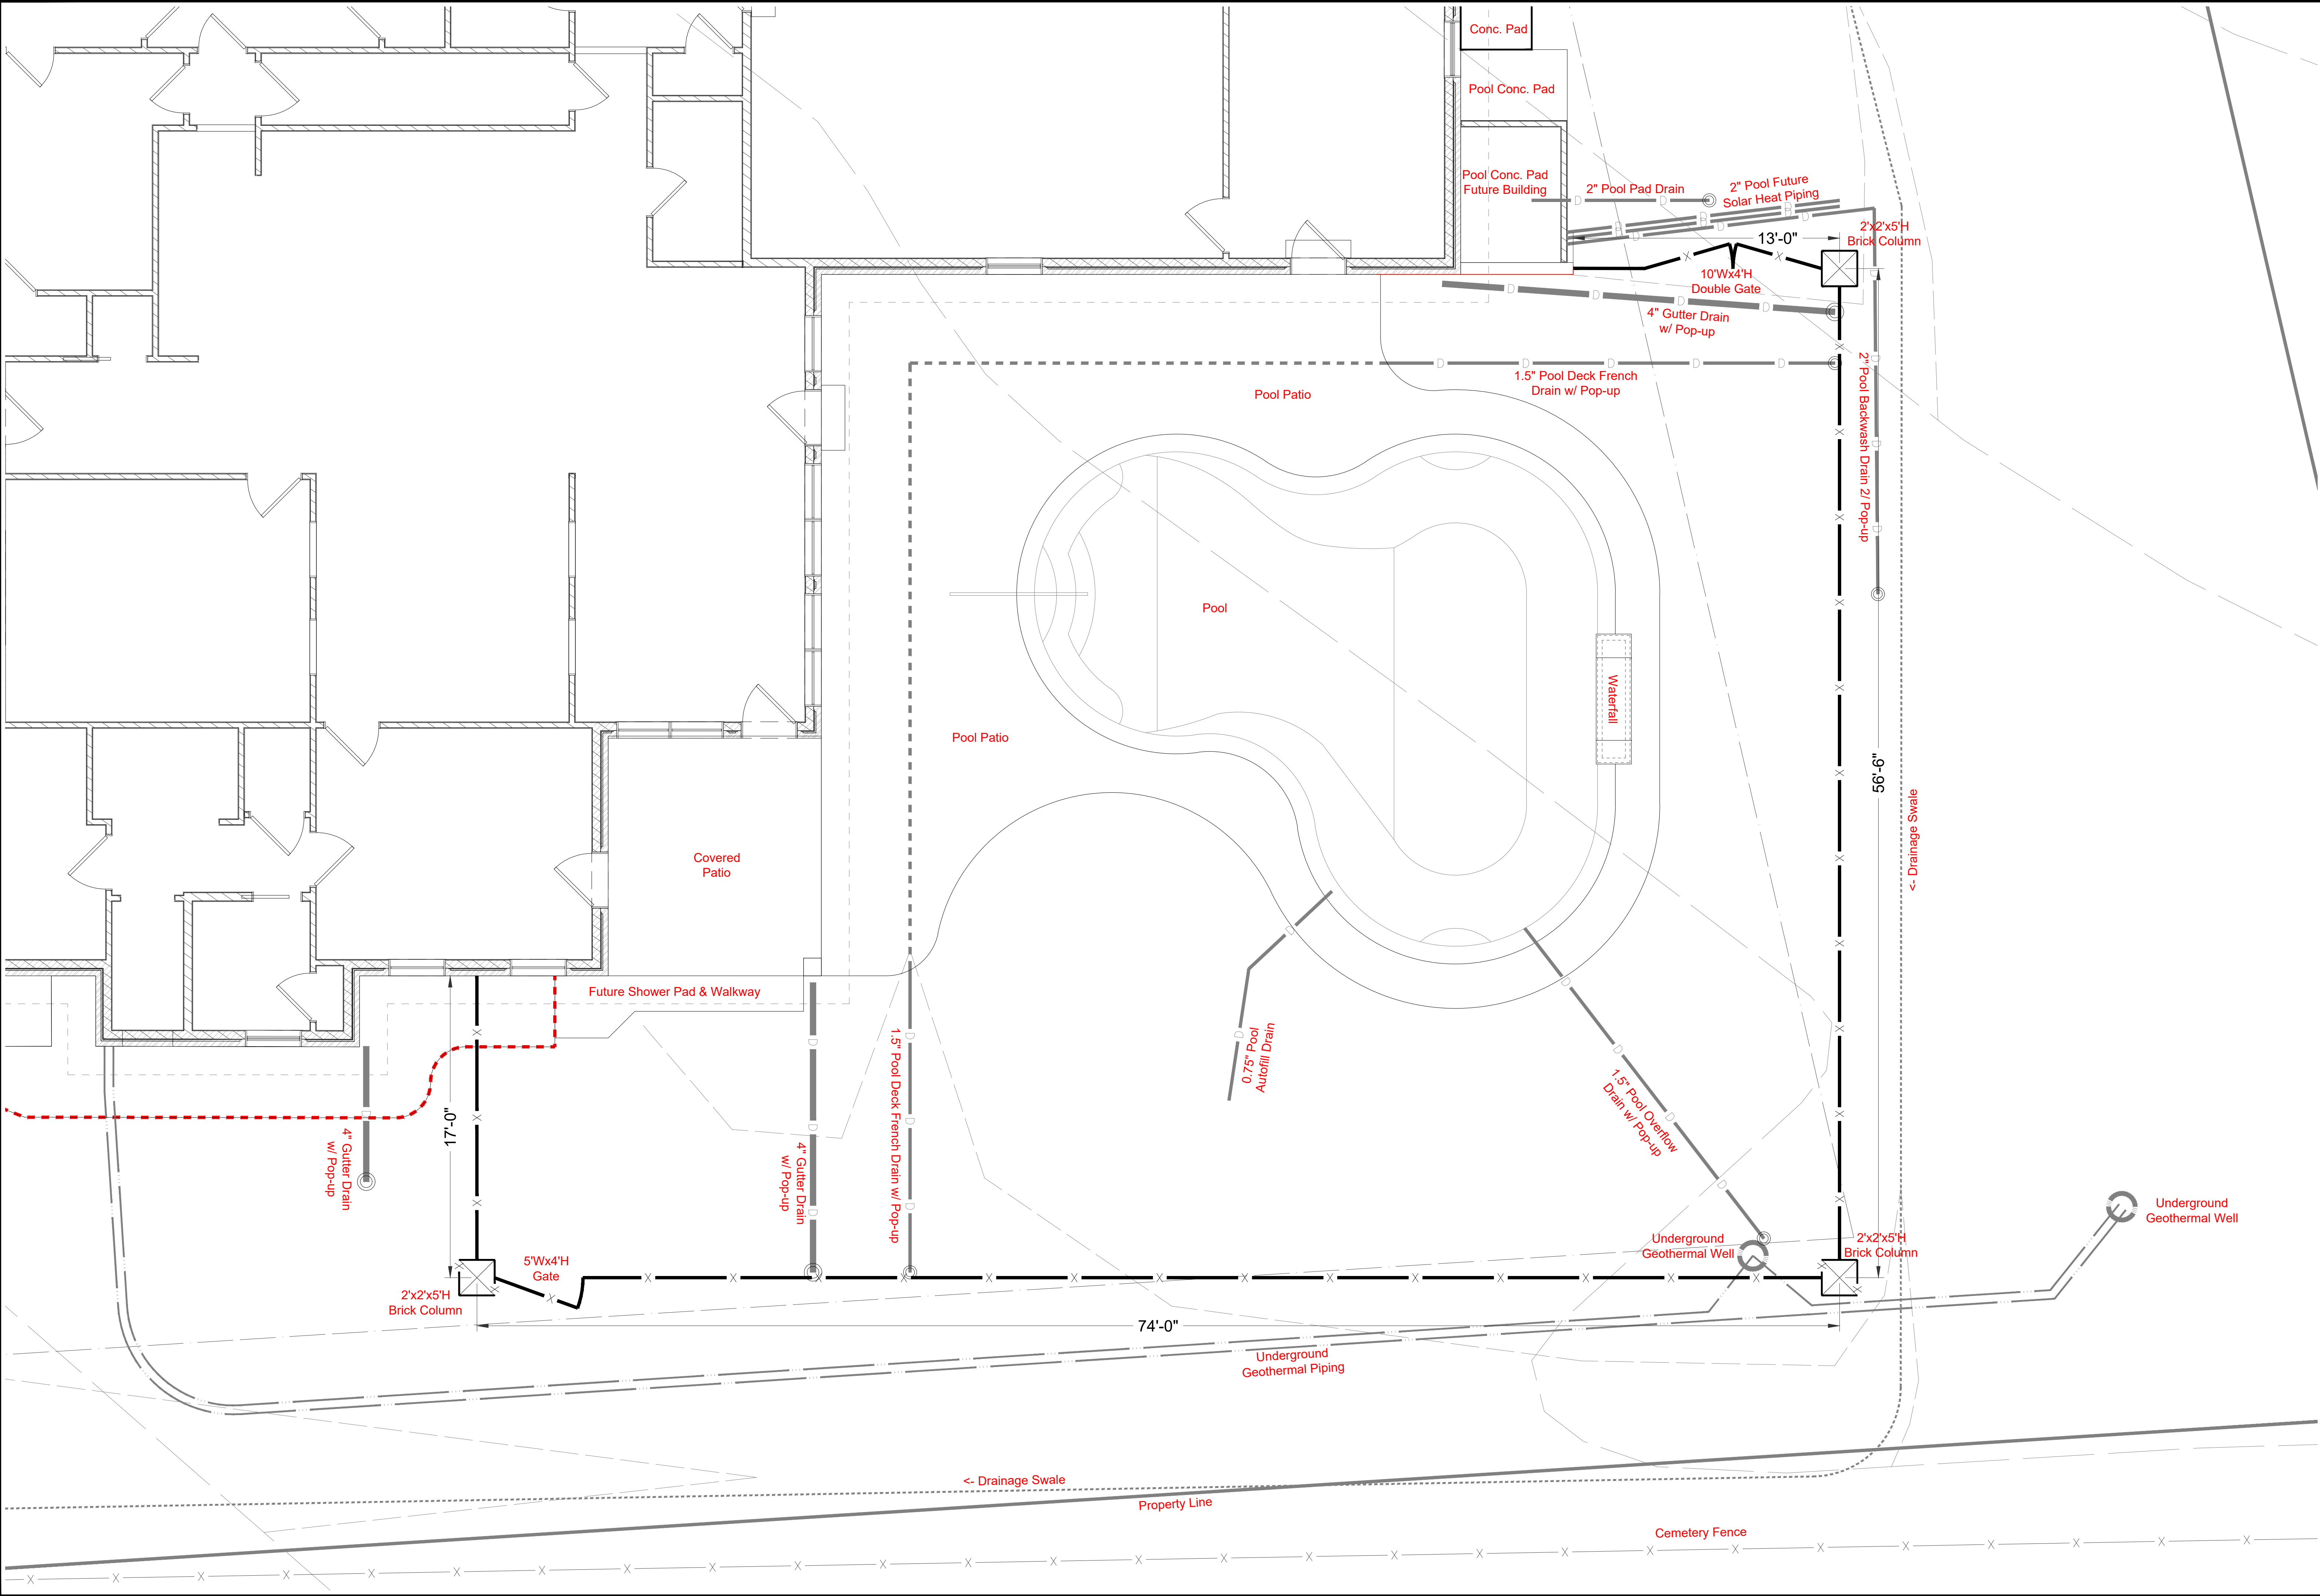 Conc. Pad
Pool Conc. Pad
Pool Conc. Pad
Future Building
2" Pool Pad Drain
2" Pool Future
Solar Heat Piping
2'x2'x5'H
Brick Column
13'-0"
10'Wx4'H
Double Gate
4" Gutter Drain
w/ Pop-up
1.5" Pool Deck French
Drain w/ Pop-up
2" Pool Backwash Drain 2/ Pop-up
Pool Patio
Pool
Waterfall
Pool Patio
56'-6"
<- Drainage Swale
Covered
Patio
Future Shower Pad & Walkway
0.75" Pool
Autofill Drain
1.5" Pool Overflow
Drain w/ Pop-up
17'-0"
4" Gutter Drain
w/ Pop-up
4" Gutter Drain
w/ Pop-up
1.5" Pool Deck French Drain w/ Pop-up
Underground
Geothermal Well
Underground
Geothermal Well
2'x2'x5'H
Brick Column
5'Wx4'H
Gate
2'x2'x5'H
Brick Column
74'-0"
Underground
Geothermal Piping
<- Drainage Swale
Property Line
Cemetery Fence